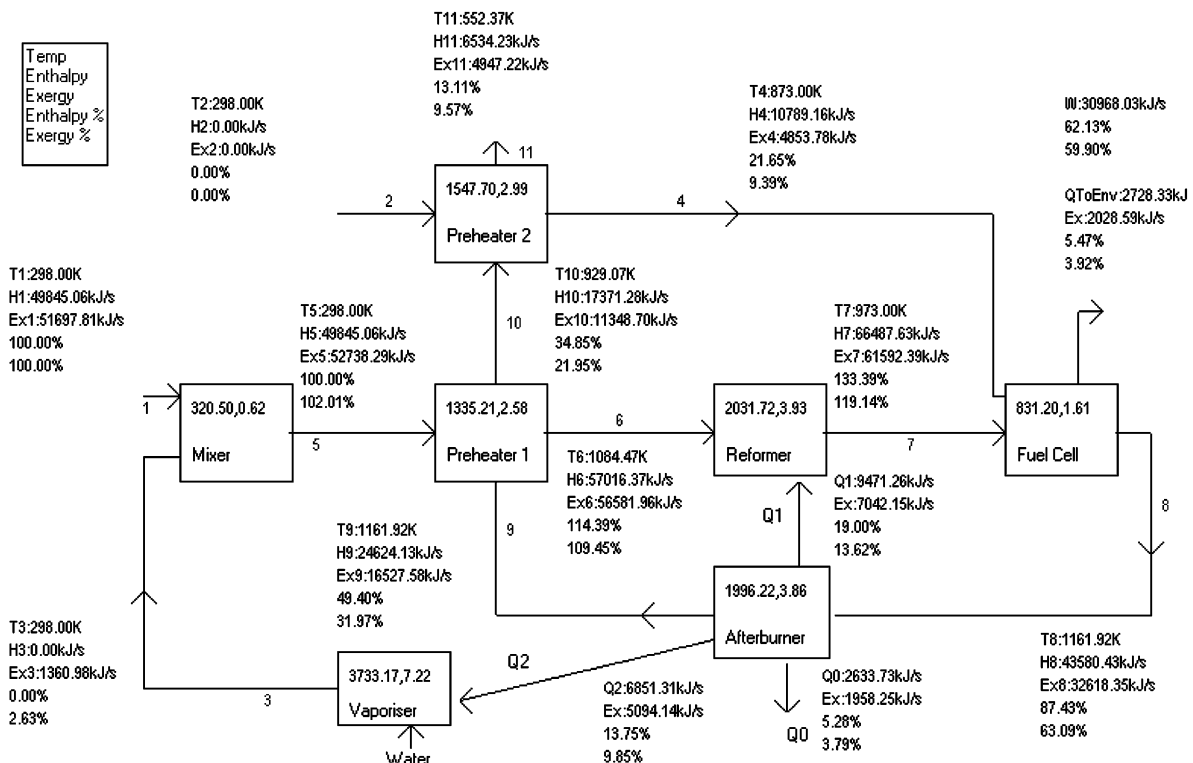 Temp
Enthalpy
Exergy
Enthalpy %
Exergy %
T11:552.37K
H11:6534.23kJ/s
Ex11:4947.22kJ/s
13.11%
9.57%
T2:298.00K
H2:0.00kJ/s
Ex2:0.00kJ/s
0.00%
0.00%
T4:873.00K
H4:10789.16kJ/s
Ex4:4853.78kJ/s
21.65%
9.39%
W:30968.03kJ/s
62.13%
59.90%
QToEnv:2728.33kJ
Ex:2028.59kJ/s
5.47%
3.92%
11
2
1547.70,2.99
Preheater 2
4
T1:298.00K
H1:49845.06kJ/s
Ex1:51697.81kJ/s
100.00%
100.00%
T5:298.00K
H5:49845.06kJ/s
Ex5:52738.29kJ/s
100.00%
102.01%
10
T10:929.07K
H10:17371.28kJ/s
Ex10:11348.70kJ/s
34.85%
21.95%
T7:973.00K
H7:66487.63kJ/s
Ex7:61592.39kJ/s
133.39%
119.14%
1
320.50,0.62
Mixer
5
1335.21,2.58
Preheater 1
6
2031.72,3.93
Reformer
7
831.20,1.61
Fuel Cell
T6:1084.47K
H6:57016.37kJ/s
Ex6:56581.96kJ/s
114.39%
109.45%
Q1
Q1:9471.26kJ/s
Ex:7042.15kJ/s
19.00%
13.62%
8
9
T9:1161.92K
H9:24624.13kJ/s
Ex9:16527.58kJ/s
49.40%
31.97%
1996.22,3.86
Afterburner
T3:298.00K
H3:0.00kJ/s
Ex3:1360.98kJ/s
0.00%
2.63%
3
3733.17,7.22
Vaporiser
Water
Q2
Q2:6851.31kJ/s
Ex:5094.14kJ/s
13.75%
9.85%
Q0
Q0:2633.73kJ/s
Ex:1958.25kJ/s
5.28%
3.79%
T8:1161.92K
H8:43580.43kJ/s
Ex8:32618.35kJ/s
87.43%
63.09%